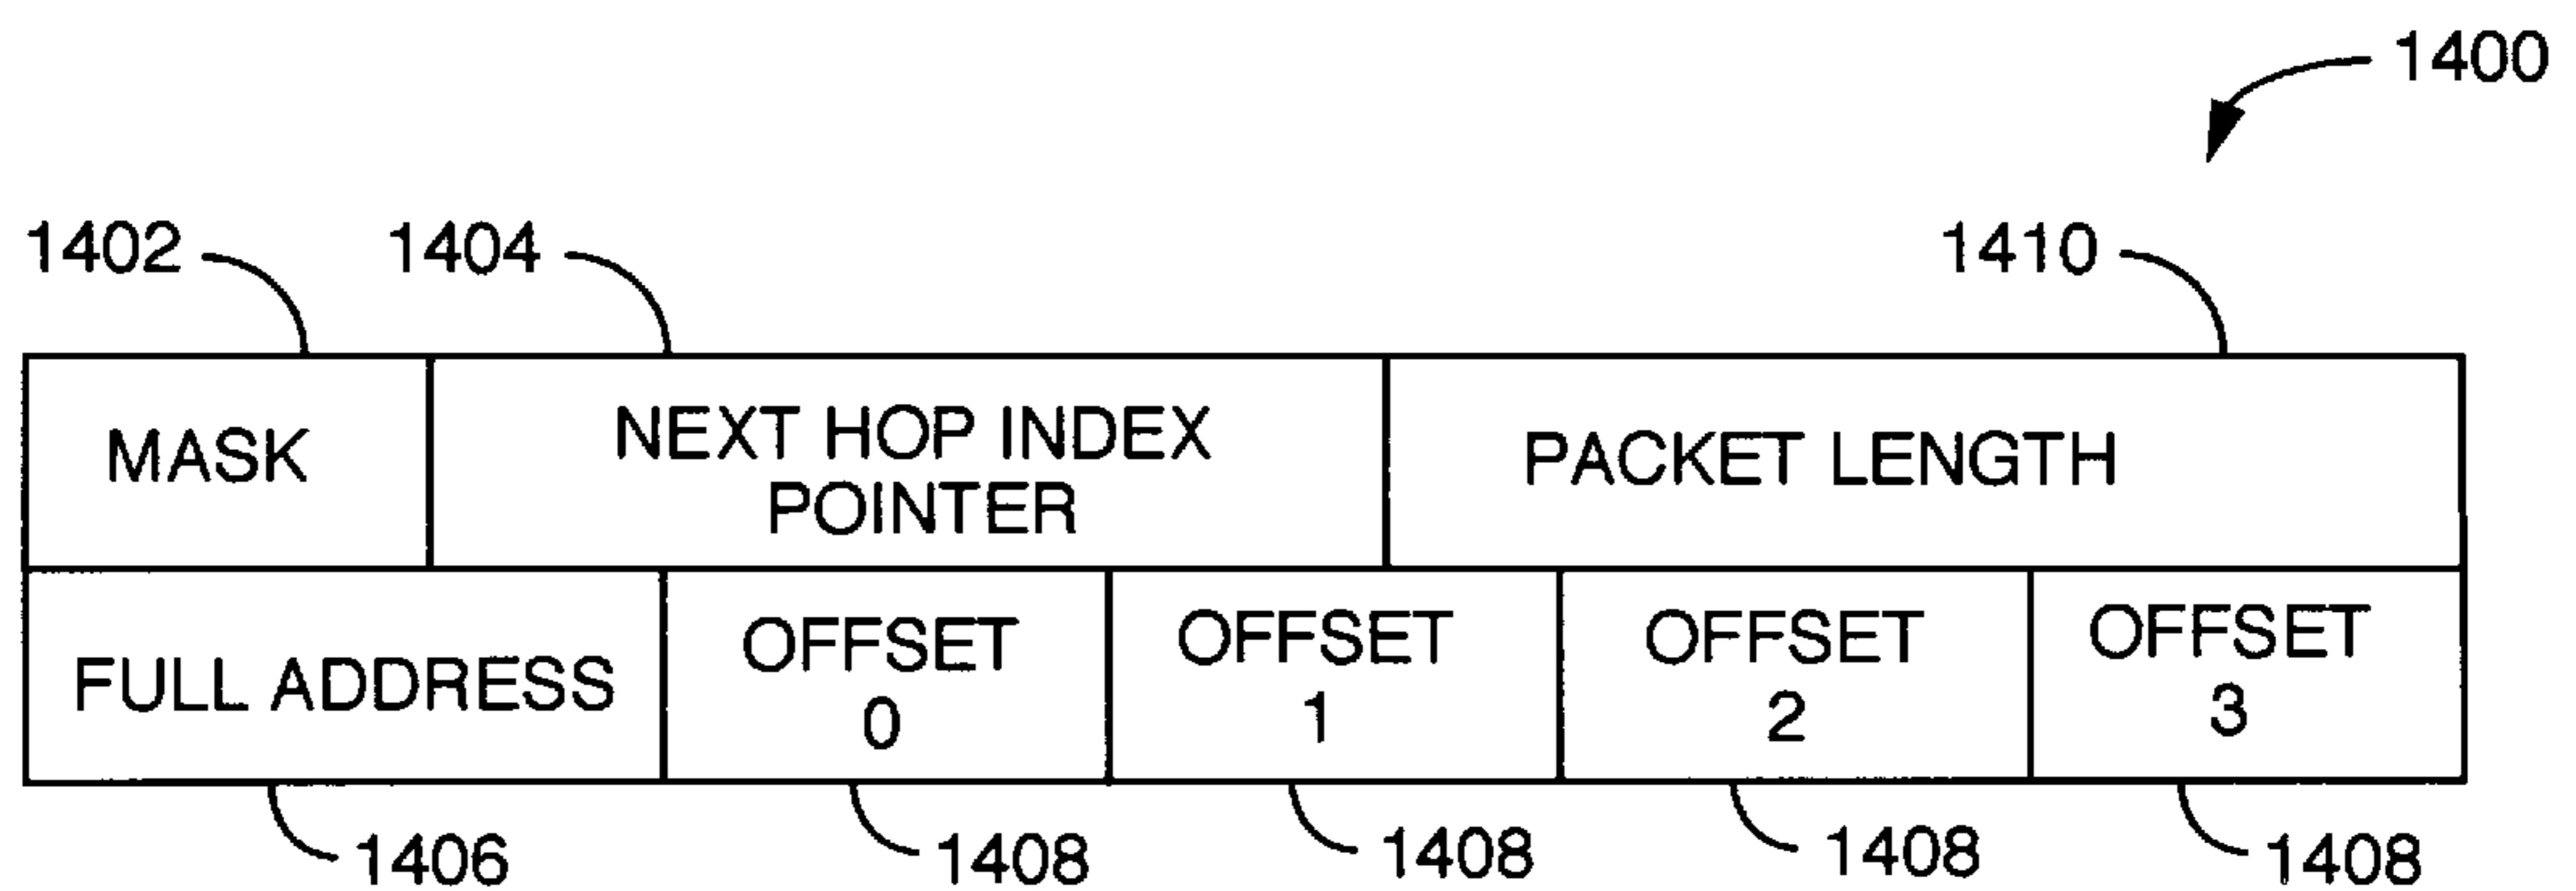 1400
1402
1404
1410
MASK
NEXT HOP INDEX
POINTER
PACKET LENGTH
FULL ADDRESS
OFFSET
0
OFFSET
1
OFFSET
2
OFFSET
3
1406
1408
1408
1408
1408